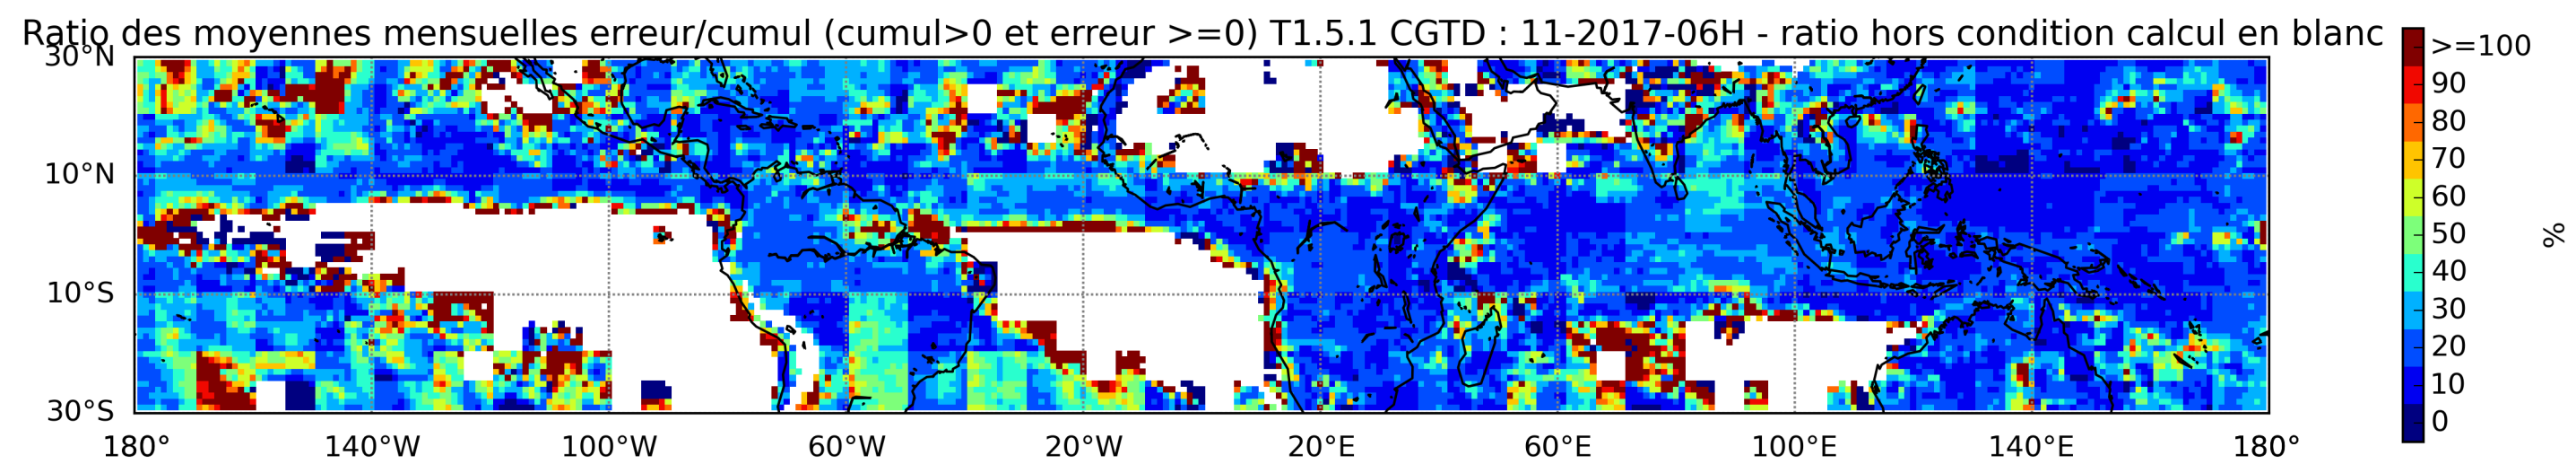 Ratio des moyennes mensuelles erreur/cumul (cumul>0 et erreur >=0) T1.5.1 CGTD : 11-2017-06H - ratio hors condition calcul en blanc
30°N
10°N
10°S
30°S
180° 140°W 100°W 60°W 20°W 20°E 60°E 100°E 140°E 180°
>=100
90
80
70
60
50
40
30
20
10
0
%